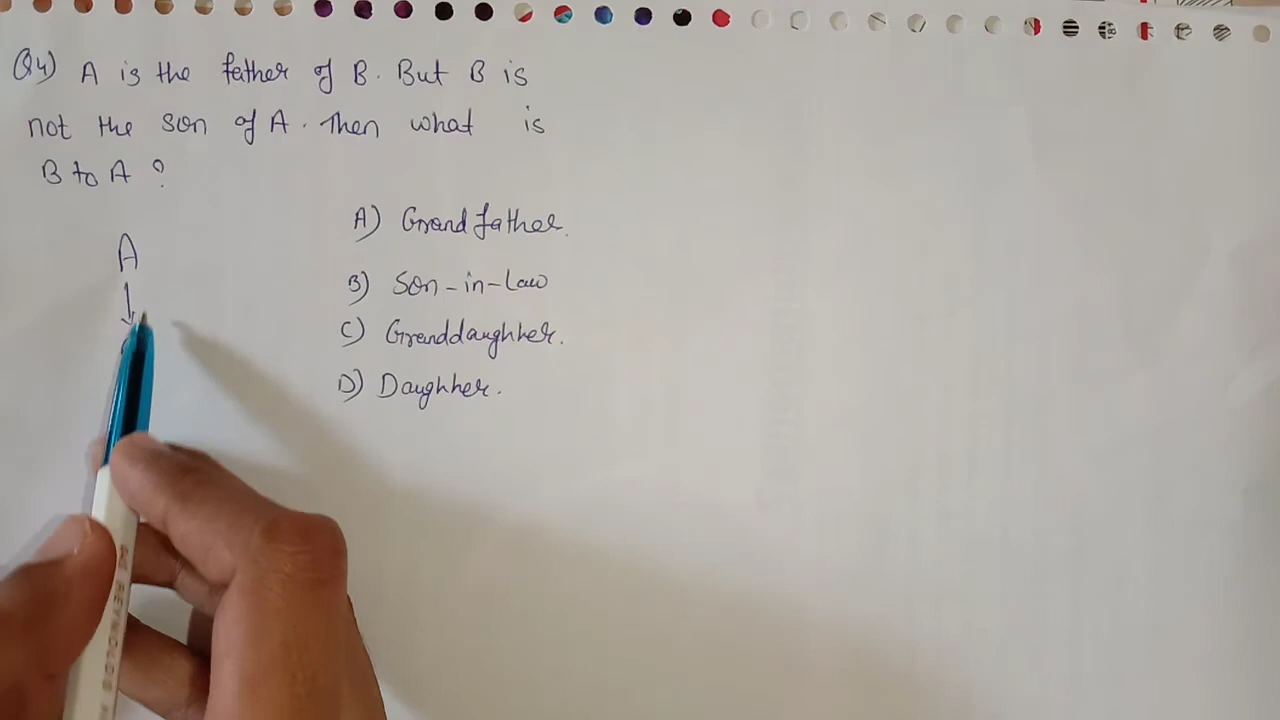 Q4) A is the father of B. But B is
not the son of A. Then what is
B to A ?
A) Grandfather.
B) Son-in-Law
C) Granddaughter.
D) Daughter.
A
REYNOLDS